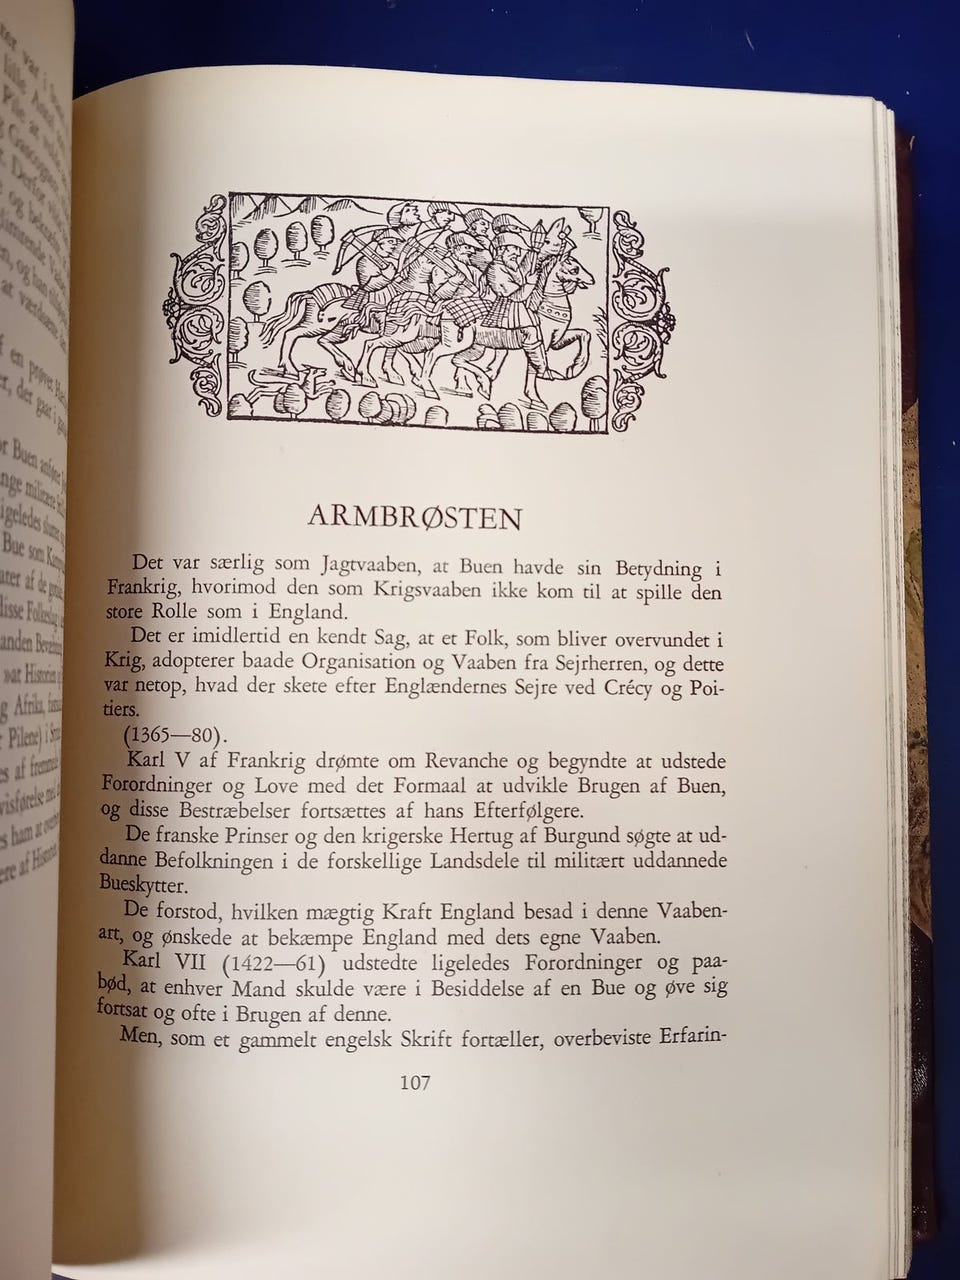 ARMBRØSTEN
Det var særlig som Jagtvaaben, at Buen havde sin Betydning i
Frankrig, hvorimod den som Krigsvaaben ikke kom til at spille den
store Rolle som i England.
Det er imidlertid en kendt Sag, at et Folk, som bliver overvundet i
Krig, adopterer baade Organisation og Vaaben fra Sejrherren, og dette
var netop, hvad der skete efter Englændernes Sejre ved Crécy og Poi-
tiers.
(1365—80).
Karl V af Frankrig drømte om Revanche og begyndte at udstede
Forordninger og Love med det Formaal at udvikle Brugen af Buen,
og disse Bestræbelser fortsættes af hans Efterfølgere.
De franske Prinser og den krigerske Hertug af Burgund søgte at ud-
danne Befolkningen i de forskellige Landsdele til militært uddannede
Bueskytter.
De forstod, hvilken mægtig Kraft England besad i denne Vaaben-
art, og ønskede at bekæmpe England med dets egne Vaaben.
Karl VII (1422—61) udstedte ligeledes Forordninger og paa-
bød, at enhver Mand skulde være i Besiddelse af en Bue og øve sig
fortsat og ofte i Brugen af denne.
Men, som et gammelt engelsk Skrift fortæller, overbeviste Erfarin-
107